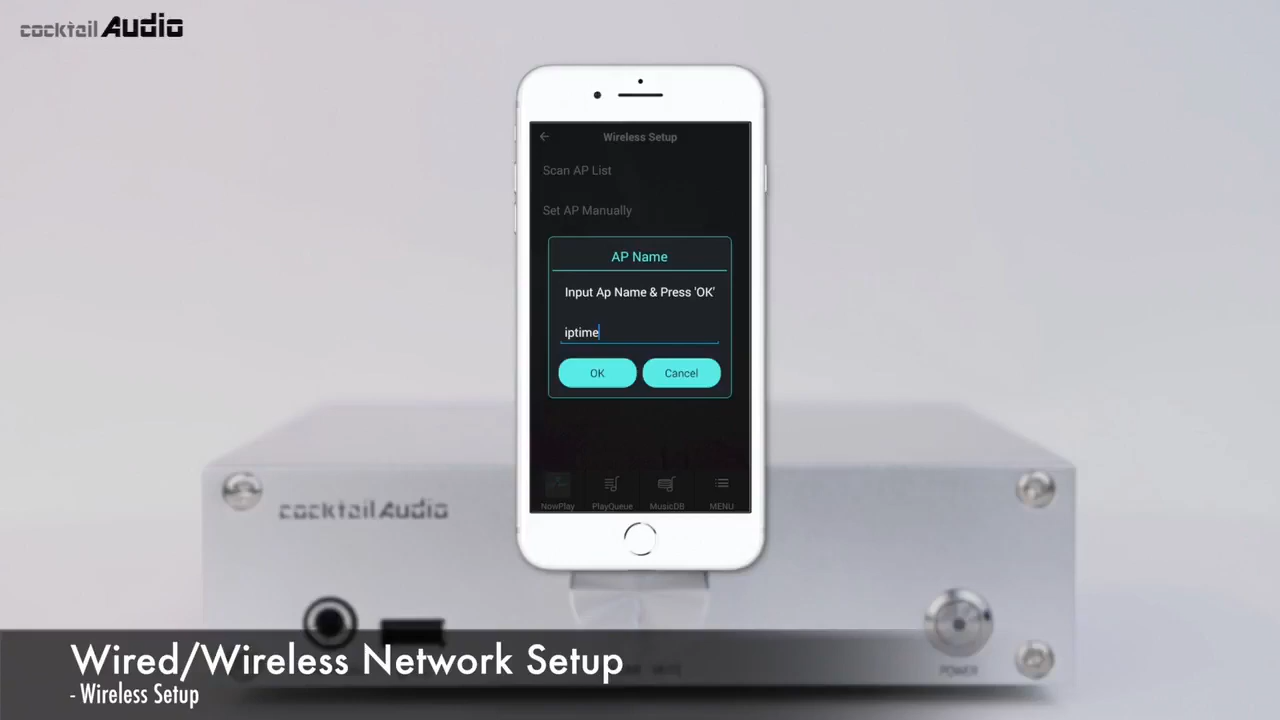 cocktail Audio
Wireless Setup
Scan AP List
Set AP Manually
AP Name
Input Ap Name & Press 'OK'
iptime
OK
Cancel
NowPlay
PlayQueue
MusicDB
MENU
cocktail Audio
POWER
Wired/Wireless Network Setup
- Wireless Setup